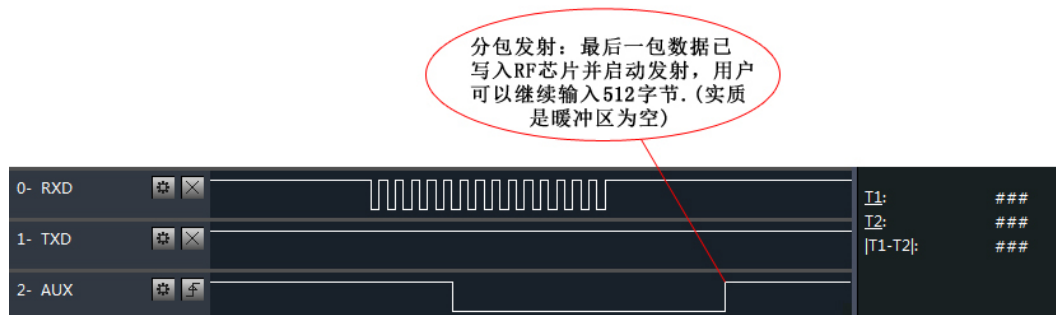 分包发射：最后一包数据已
写入RF芯片并启动发射，用户
可以继续输入512字节.(实质
是暖冲区为空)
0- RXD
T1: ###
1- TXD
T2: ###
|T1-T2|: ###
2- AUX